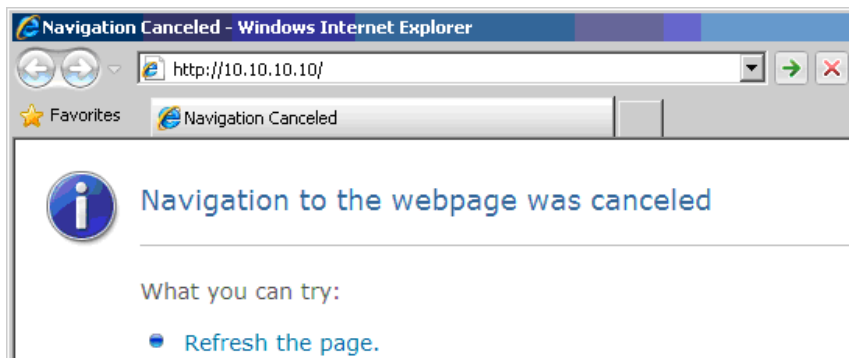 Navigation Canceled - Windows Internet Explorer
http://10.10.10.10/
Favorites
Navigation Canceled
Navigation to the webpage was canceled
What you can try:
Refresh the page.